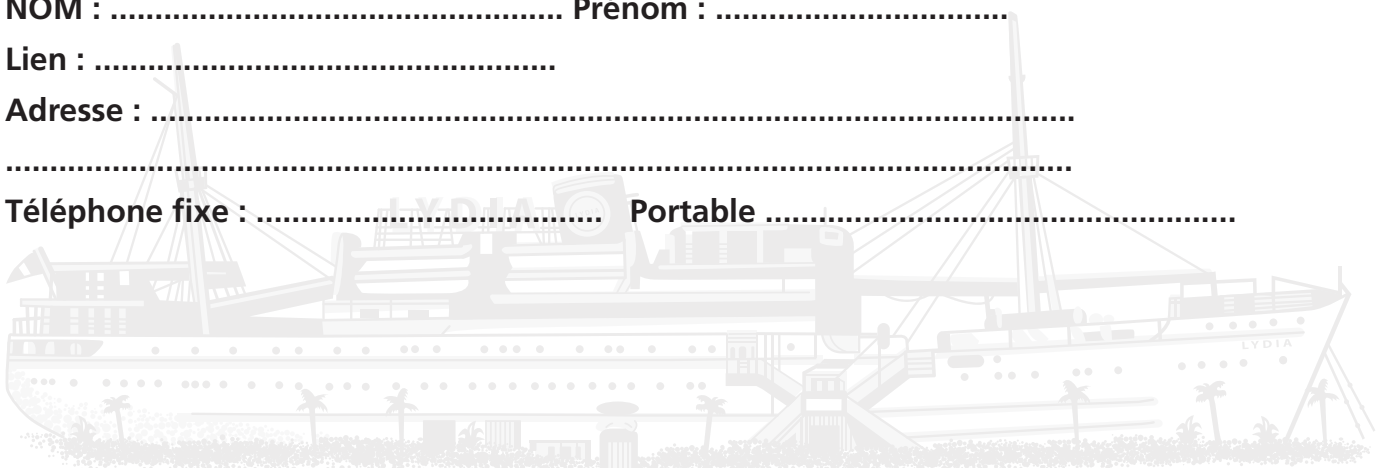 NOM : ................................................... Prénom : .................................
Lien : ....................................................
Adresse : ........................................................................................................
........................................................................................................................
Téléphone fixe : ....................................... Portable .....................................................
LYDIA
LYDIA